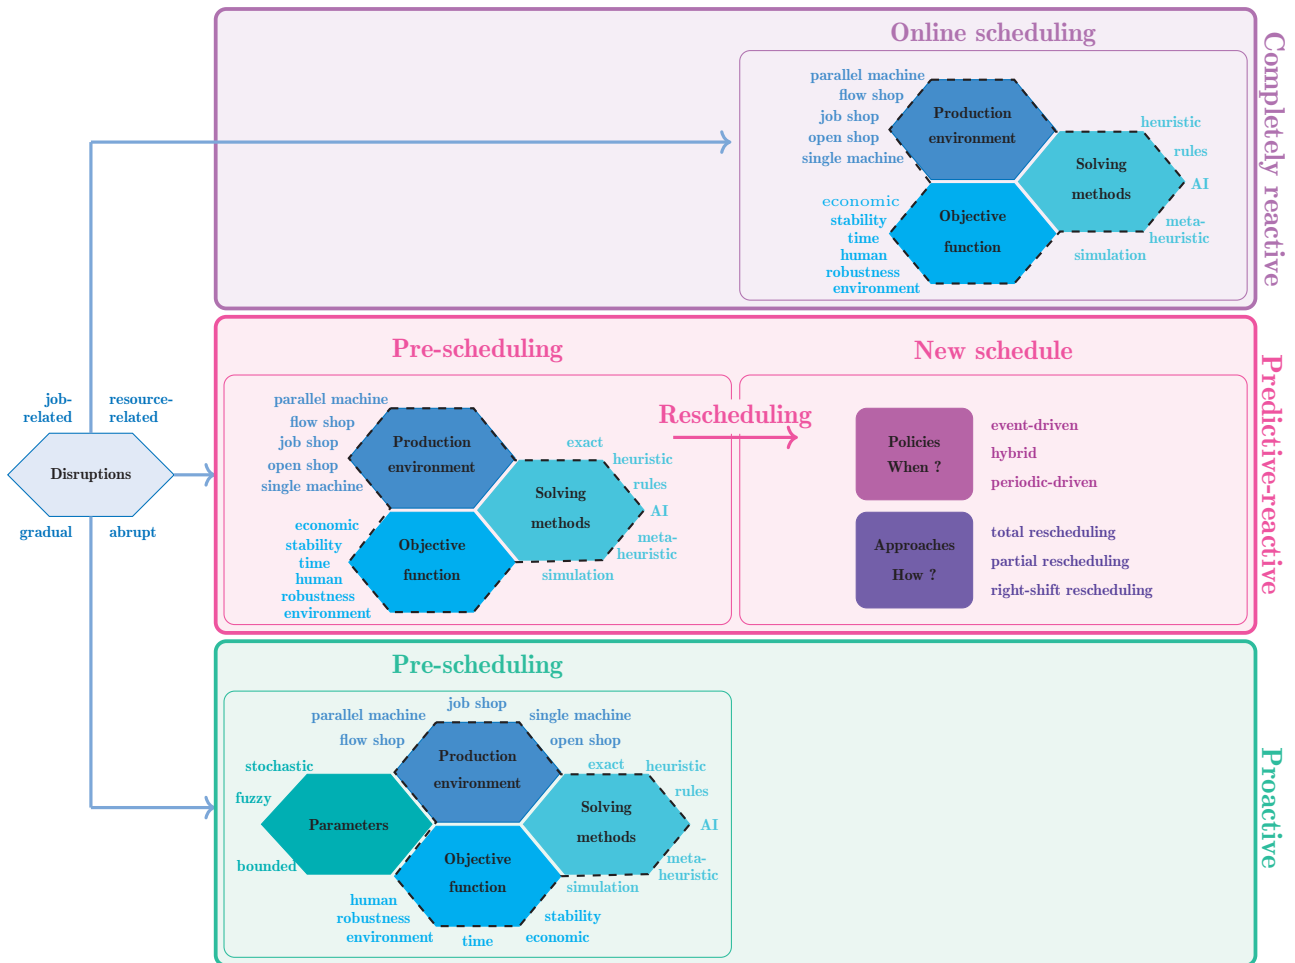 Online scheduling
Completely reactive
parallel machine
flow shop
job shop
open shop
single machine
Production
environment
heuristic
rules
AI
meta-
heuristic
simulation
Solving
methods
economic
stability
time
human
robustness
environment
Objective
function
job-
related
resource-
related
Disruptions
gradual
abrupt
Pre-scheduling
New schedule
Predictive-reactive
Rescheduling
parallel machine
flow shop
job shop
open shop
single machine
Production
environment
exact
heuristic
rules
AI
meta-
heuristic
simulation
Solving
methods
economic
stability
time
human
robustness
environment
Objective
function
Policies
When ?
event-driven
hybrid
periodic-driven
Approaches
How ?
total rescheduling
partial rescheduling
right-shift rescheduling
Pre-scheduling
Proactive
job shop
parallel machine
single machine
flow shop
open shop
Production
environment
stochastic
fuzzy
bounded
Parameters
exact
heuristic
rules
AI
meta-
heuristic
simulation
Solving
methods
Objective
function
human
robustness
environment
time
stability
economic